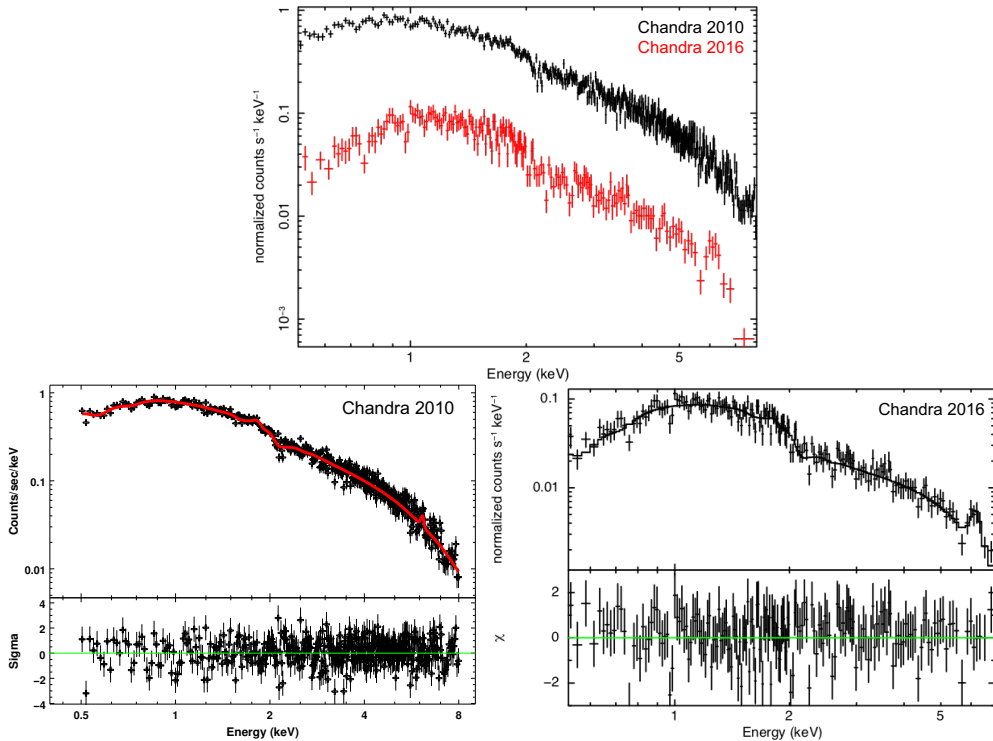 Chandra 2010
Chandra 2016
normalized counts s⁻¹ keV⁻¹
1
0.1
0.01
10⁻³
1
2
5
Energy (keV)
Chandra 2010
Counts/sec/keV
1
0.1
0.01
Sigma
4
2
0
−2
−4
0.5
1
2
4
8
Energy (keV)
Chandra 2016
normalized counts s⁻¹ keV⁻¹
0.1
0.01
χ
2
0
−2
1
2
5
Energy (keV)